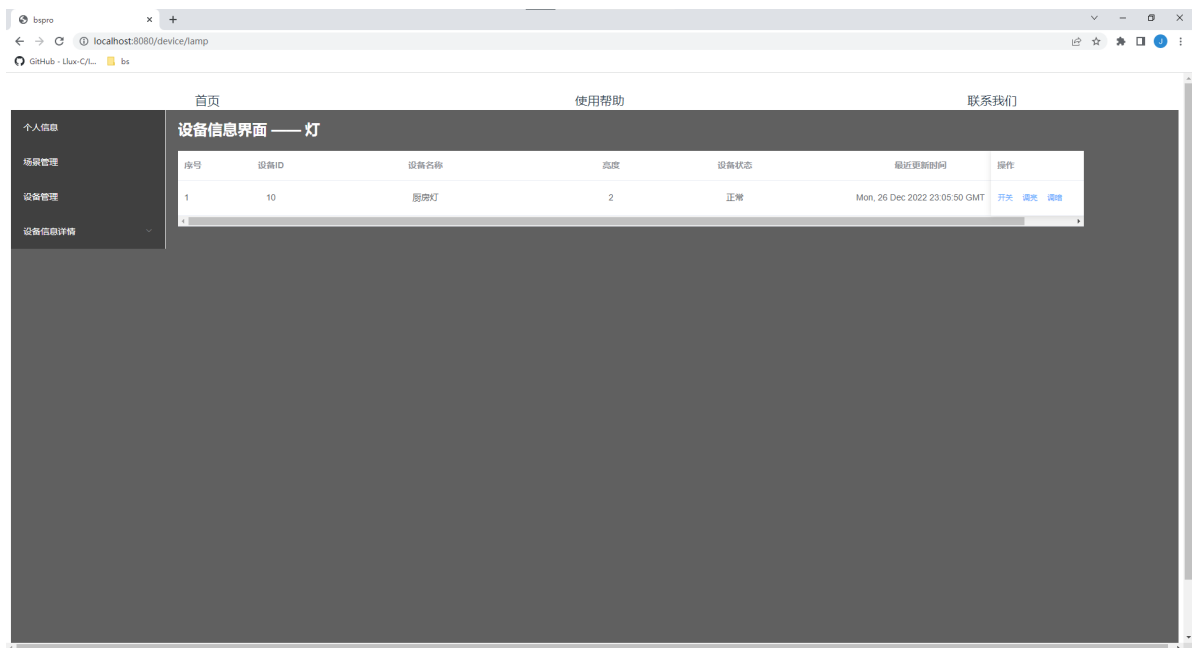 bspro
localhost:8080/device/lamp
J
GitHub - Llux-C/I... bs
首页 使用帮助 联系我们
个人信息
场景管理
设备管理
设备信息详情
设备信息界面 —— 灯
序号 设备ID 设备名称 亮度 设备状态 最近更新时间 操作
1 10 厨房灯 2 正常 Mon, 26 Dec 2022 23:05:50 GMT 开关 调亮 调暗